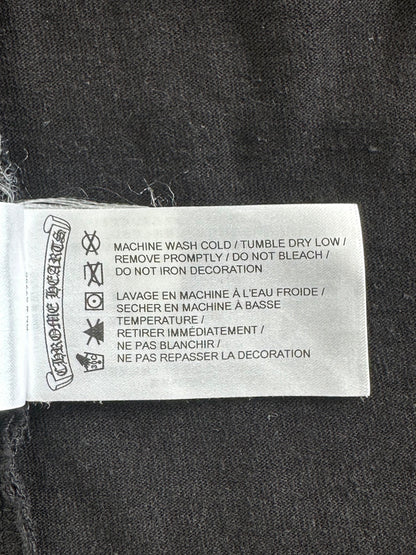 CHROME HEARTS
MACHINE WASH COLD / TUMBLE DRY LOW /
REMOVE PROMPTLY / DO NOT BLEACH /
DO NOT IRON DECORATION
LAVAGE EN MACHINE À L'EAU FROIDE /
SECHER EN MACHINE À BASSE
TEMPERATURE /
RETIRER IMMÉDIATEMENT /
NE PAS BLANCHIR /
NE PAS REPASSER LA DECORATION